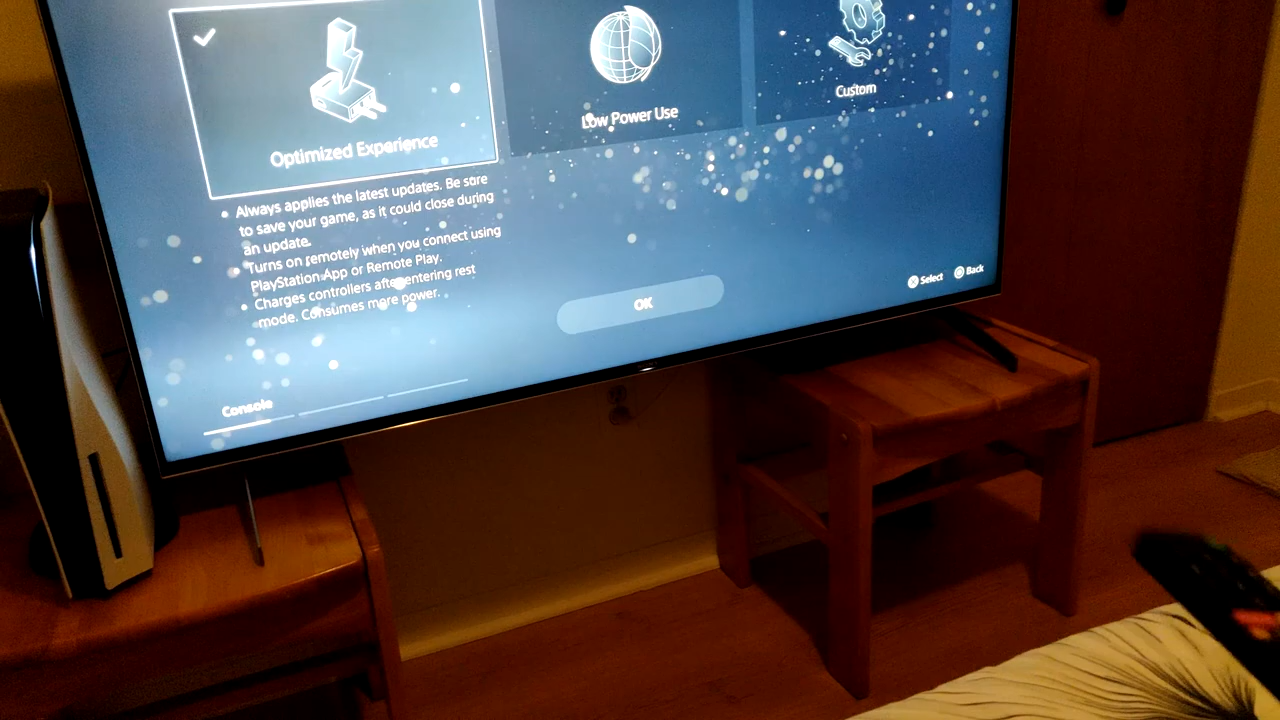 Optimized Experience
Low Power Use
Custom
• Always applies the latest updates. Be sure
to save your game, as it could close during
an update.
• Turns on remotely when you connect using
PlayStation App or Remote Play.
• Charges controllers after entering rest
mode. Consumes more power.
OK
Select
Back
Console